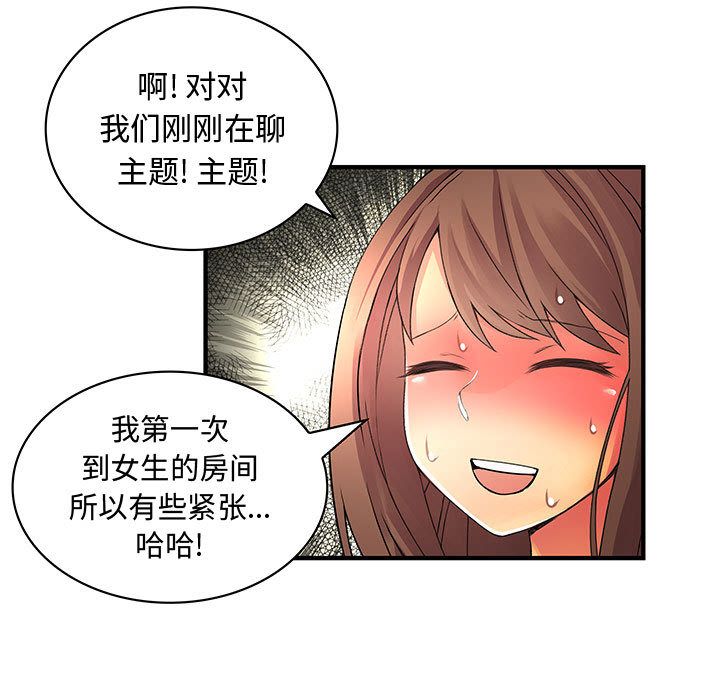 啊! 对对
我们刚刚在聊
主题! 主题!
我第一次
到女生的房间
所以有些紧张...
哈哈!